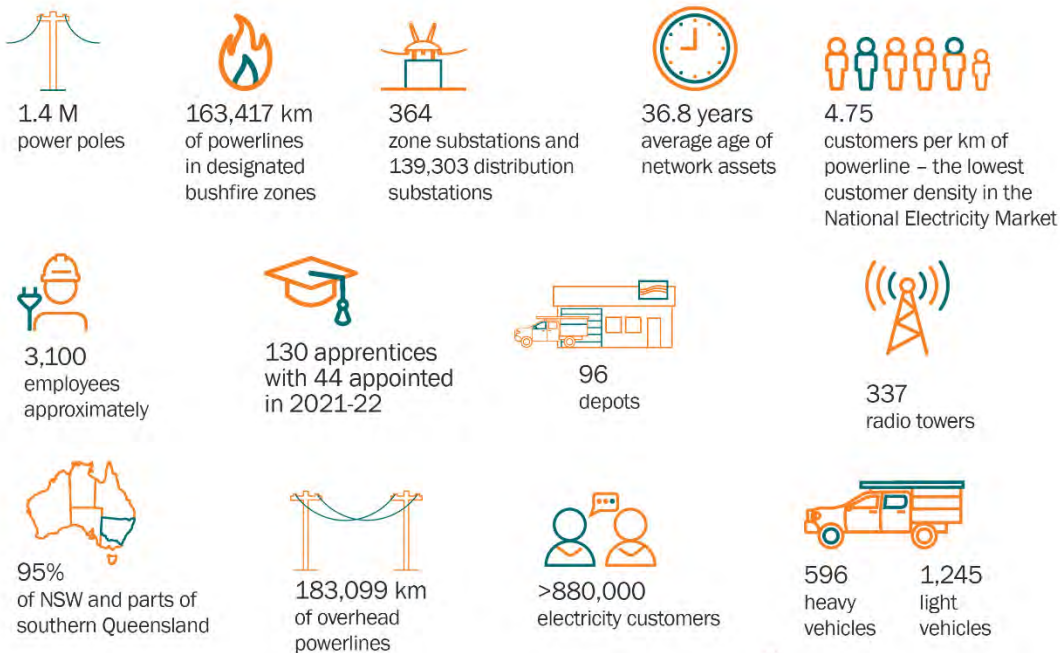 1.4 M
power poles
163,417 km
of powerlines
in designated
bushfire zones
364
zone substations and
139,303 distribution
substations
36.8 years
average age of
network assets
4.75
customers per km of
powerline – the lowest
customer density in the
National Electricity Market
3,100
employees
approximately
130 apprentices
with 44 appointed
in 2021-22
96
depots
337
radio towers
95%
of NSW and parts of
southern Queensland
183,099 km
of overhead
powerlines
>880,000
electricity customers
596
heavy
vehicles
1,245
light
vehicles